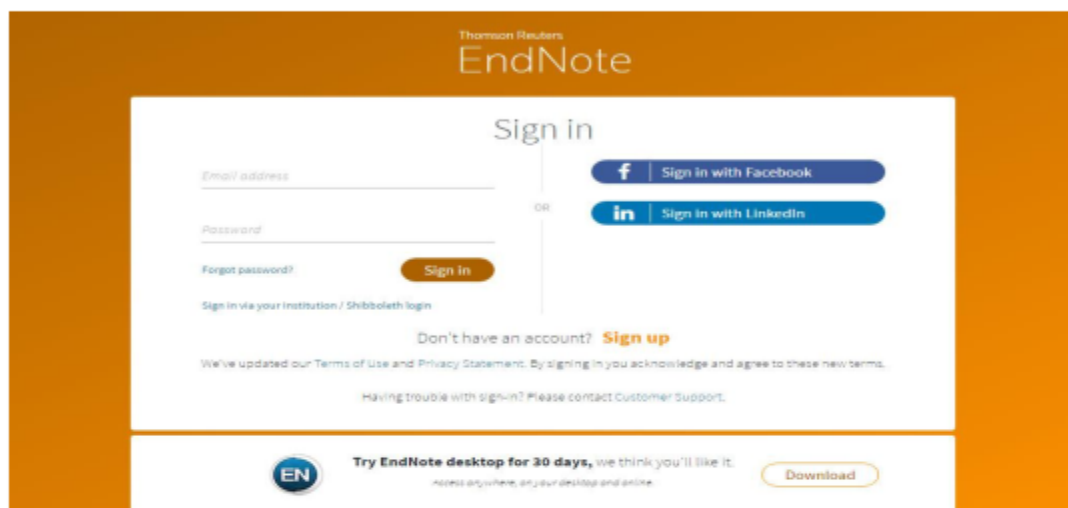 Thomson Reuters
EndNote
Sign in
Email address
Password
Forgot password?
Sign in
Sign in via your institution / Shibboleth login
OR
f Sign in with Facebook
in Sign in with LinkedIn
Don't have an account? Sign up
We've updated our Terms of Use and Privacy Statement. By signing in you acknowledge and agree to these new terms.
Having trouble with sign-in? Please contact Customer Support.
EN
Try EndNote desktop for 30 days, we think you'll like it.
Access anywhere, on your desktop and online.
Download